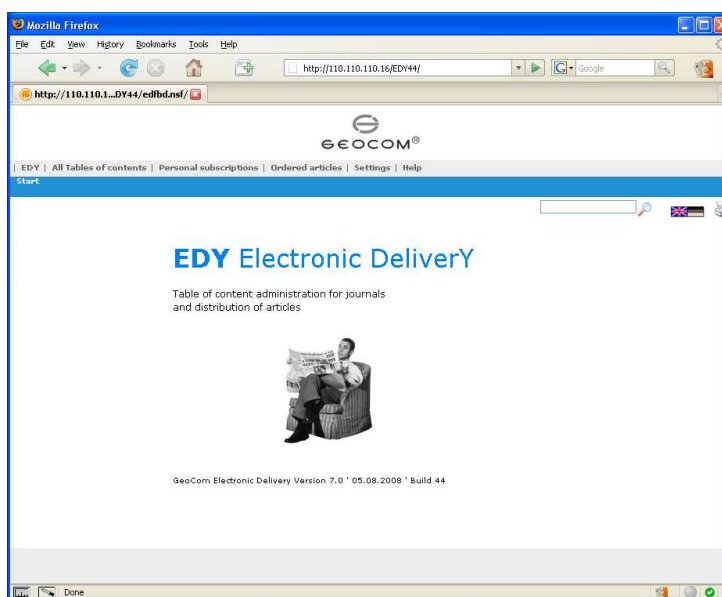 Mozilla Firefox
File Edit View History Bookmarks Tools Help
http://110.110.110.16/EDY44/
Google
http://110.110.1...DY44/edfbd.nsf/
GEOCOM®
| EDY | All Tables of contents | Personal subscriptions | Ordered articles | Settings | Help
Start
EDY Electronic DeliverY
Table of content administration for journals
and distribution of articles
GeoCom Electronic Delivery Version 7.0 ' 05.08.2008 ' Build 44
Done